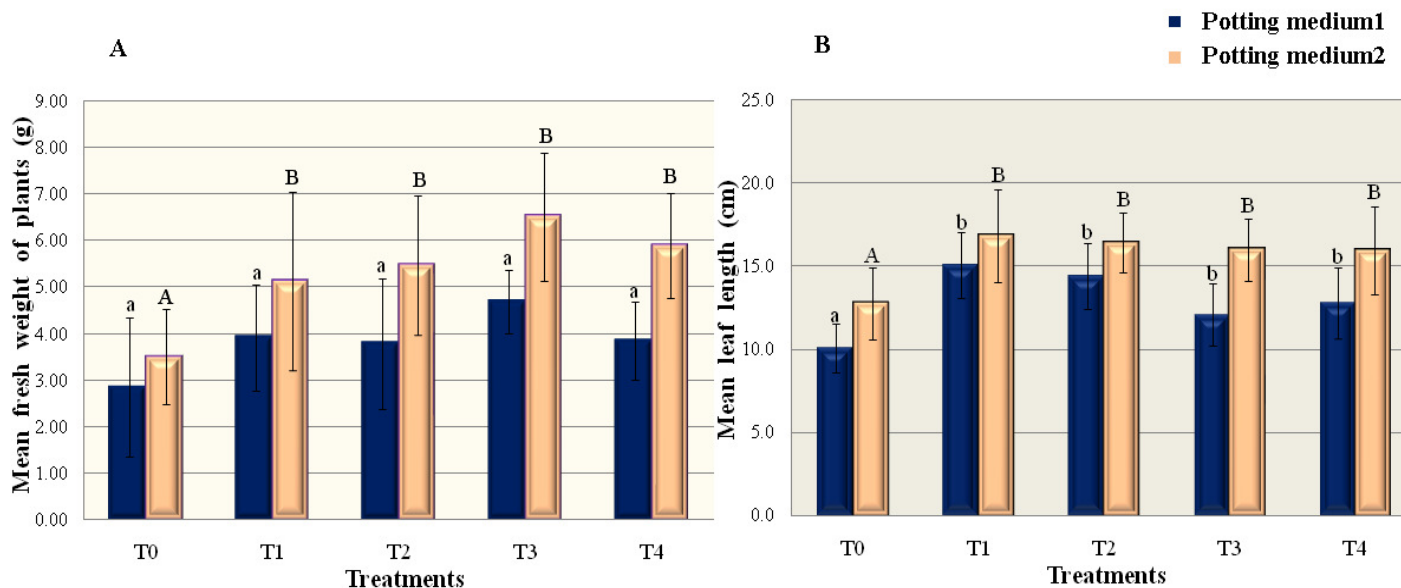 Potting medium1
Potting medium2
A
Mean fresh weight of plants (g)
9.00
8.00
7.00
6.00
5.00
4.00
3.00
2.00
1.00
0.00
a A
a B
a B
a B
a B
T0 T1 T2 T3 T4
Treatments
B
Mean leaf length (cm)
25.0
20.0
15.0
10.0
5.0
0.0
a A
b B
b B
b B
b B
T0 T1 T2 T3 T4
Treatments